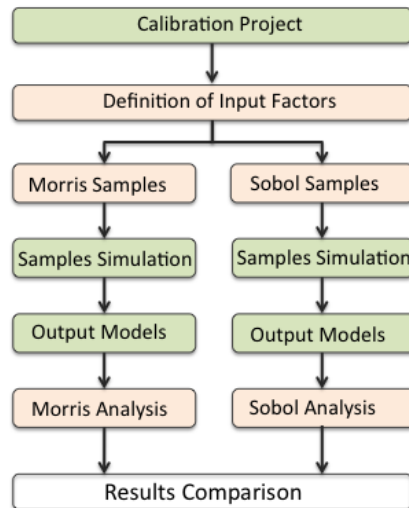 Calibration Project
Definition of Input Factors
Morris Samples
Sobol Samples
Samples Simulation
Samples Simulation
Output Models
Output Models
Morris Analysis
Sobol Analysis
Results Comparison